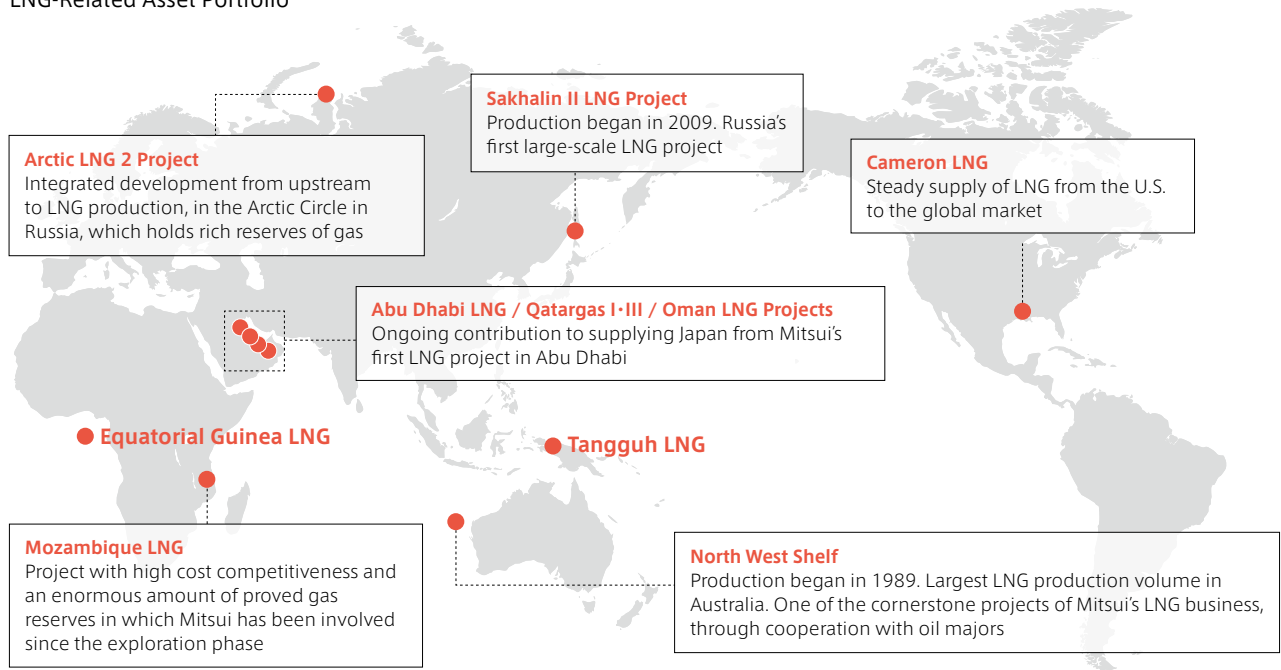 LNG-Related Asset Portfolio
Sakhalin II LNG Project
Production began in 2009. Russia's
first large-scale LNG project
Arctic LNG 2 Project
Integrated development from upstream
to LNG production, in the Arctic Circle in
Russia, which holds rich reserves of gas
Cameron LNG
Steady supply of LNG from the U.S.
to the global market
Abu Dhabi LNG / Qatargas I・III / Oman LNG Projects
Ongoing contribution to supplying Japan from Mitsui's
first LNG project in Abu Dhabi
Equatorial Guinea LNG
Tangguh LNG
Mozambique LNG
Project with high cost competitiveness and
an enormous amount of proved gas
reserves in which Mitsui has been involved
since the exploration phase
North West Shelf
Production began in 1989. Largest LNG production volume in
Australia. One of the cornerstone projects of Mitsui's LNG business,
through cooperation with oil majors